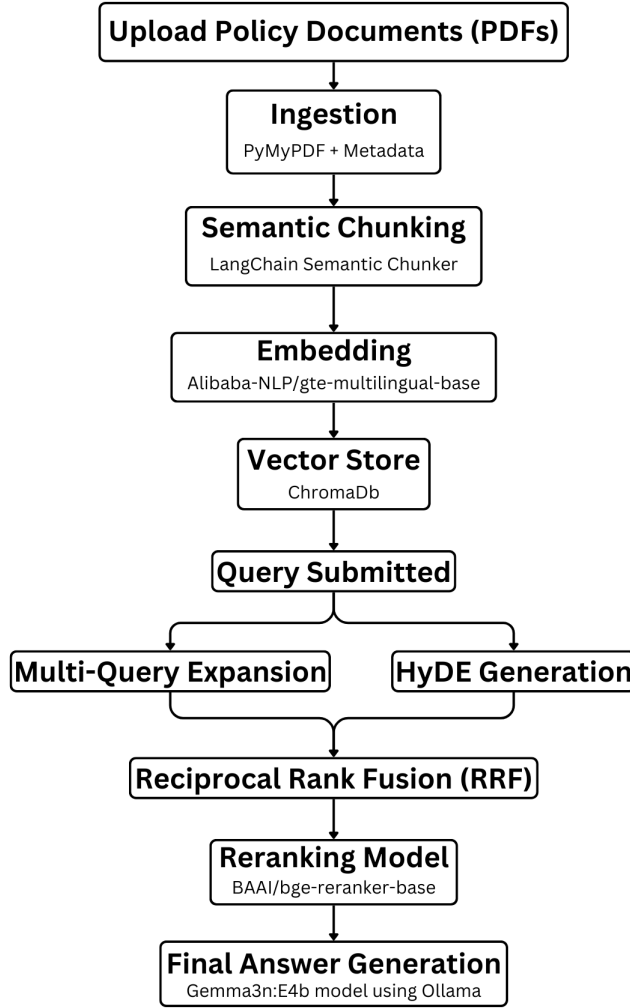 Upload Policy Documents (PDFs)
Ingestion
PyMyPDF + Metadata
Semantic Chunking
LangChain Semantic Chunker
Embedding
Alibaba-NLP/gte-multilingual-base
Vector Store
ChromaDb
Query Submitted
Multi-Query Expansion
HyDE Generation
Reciprocal Rank Fusion (RRF)
Reranking Model
BAAI/bge-reranker-base
Final Answer Generation
Gemma3n:E4b model using Ollama